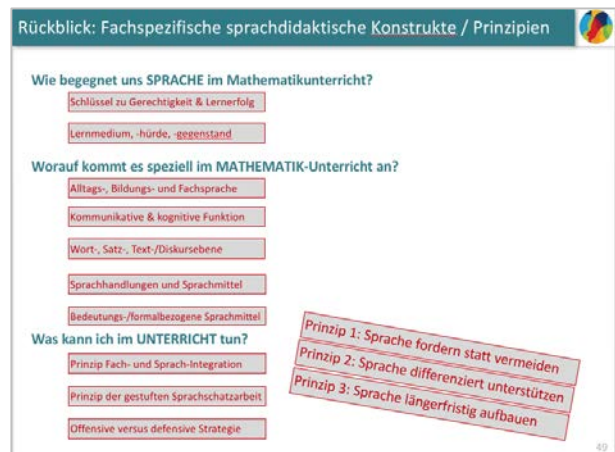 Rückblick: Fachspezifische sprachdidaktische Konstrukte / Prinzipien
Wie begegnet uns SPRACHE im Mathematikunterricht?
Schlüssel zu Gerechtigkeit & Lernerfolg
Lernmedium, -hürde, -gegenstand
Worauf kommt es speziell im MATHEMATIK-Unterricht an?
Alltags-, Bildungs- und Fachsprache
Kommunikative & kognitive Funktion
Wort-, Satz-, Text-/Diskursebene
Sprachhandlungen und Sprachmittel
Bedeutungs-/formalbezogene Sprachmittel
Was kann ich im UNTERRICHT tun?
Prinzip Fach- und Sprach-Integration
Prinzip der gestuften Sprachschatzarbeit
Offensive versus defensive Strategie
Prinzip 1: Sprache fordern statt vermeiden
Prinzip 2: Sprache differenziert unterstützen
Prinzip 3: Sprache längerfristig aufbauen
49